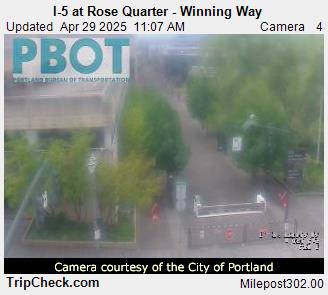 I-5 at Rose Quarter - Winning Way
Updated Apr 29 2025 11:07 AM Camera 4
PBOT
PORTLAND BUREAU OF TRANSPORTATION
Camera courtesy of the City of Portland
TripCheck.com Milepost302.00